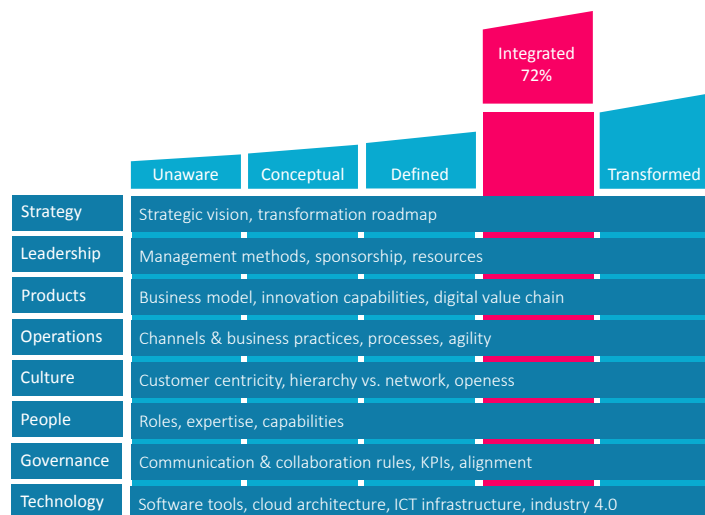 Integrated
72%
Unaware
Conceptual
Defined
Transformed
Strategy
Strategic vision, transformation roadmap
Leadership
Management methods, sponsorship, resources
Products
Business model, innovation capabilities, digital value chain
Operations
Channels & business practices, processes, agility
Culture
Customer centricity, hierarchy vs. network, openess
People
Roles, expertise, capabilities
Governance
Communication & collaboration rules, KPIs, alignment
Technology
Software tools, cloud architecture, ICT infrastructure, industry 4.0